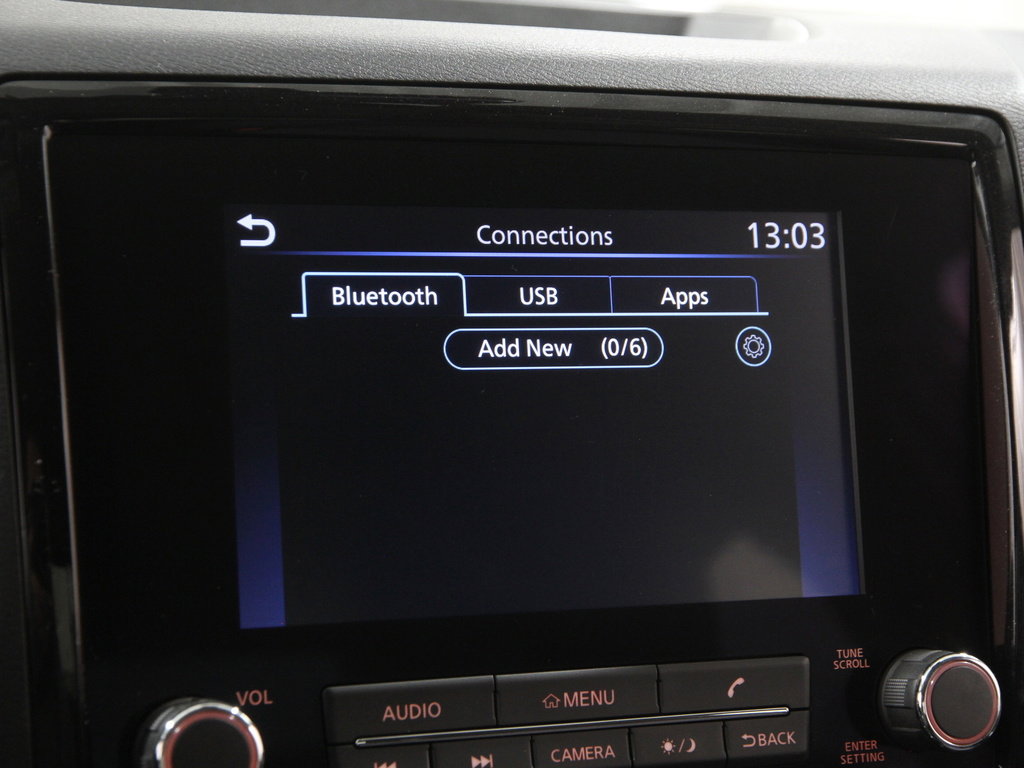 Connections 13:03
Bluetooth USB Apps
Add New (0/6)
TUNE
SCROLL
VOL
AUDIO MENU
CAMERA BACK
ENTER
SETTING